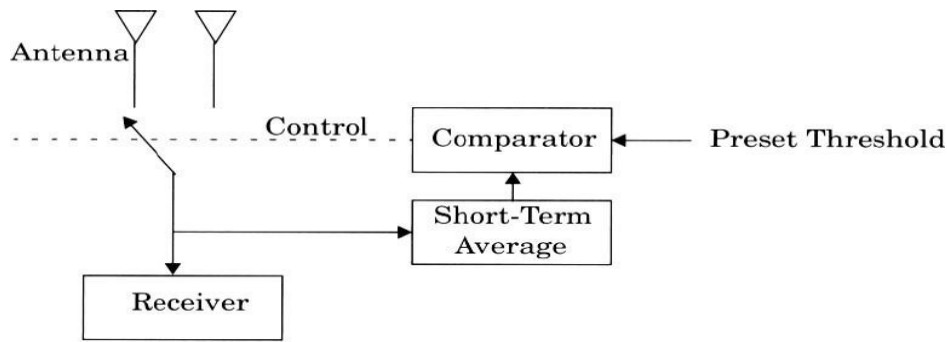 Antenna
Control
Comparator
Preset Threshold
Short-Term
Average
Receiver